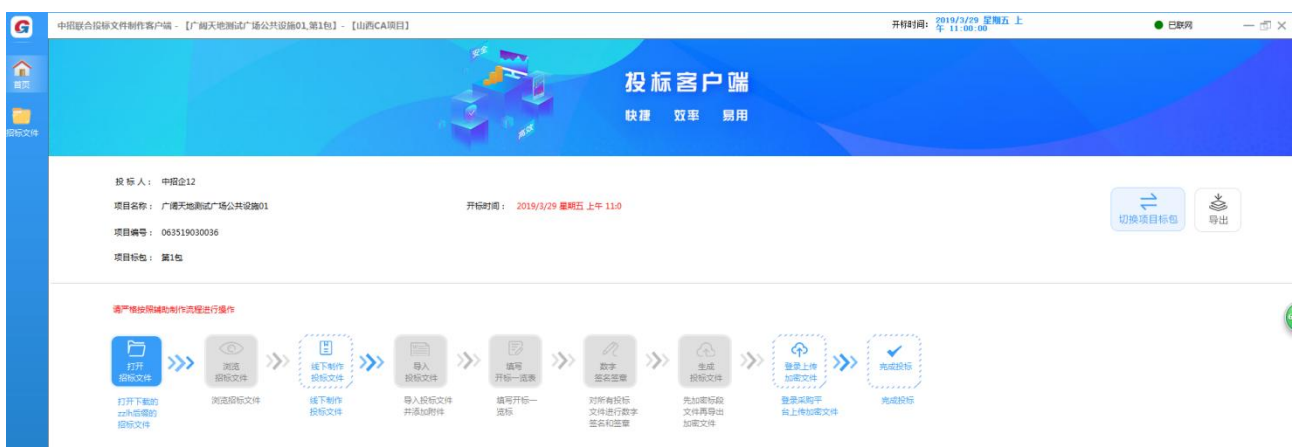 中招联合投标文件制作客户端 - 【广阔天地测试广场公共设施01,第1包】 - 【山西CA项目】
开标时间： 2019/3/29 星期五 上午 11:00:00
已联网
首页
招标文件
安全
高效
投标客户端
快捷 效率 易用
投 标 人： 中招企12
项目名称： 广阔天地测试广场公共设施01
开标时间： 2019/3/29 星期五 上午 11:0
项目编号： 063519030036
项目标包： 第1包
切换项目标包
导出
请严格按照辅助制作流程进行操作
打开
招标文件
浏览
招标文件
线下制作
投标文件
导入
投标文件
填写
开标一览表
数字
签名签章
生成
投标文件
登录上传
加密文件
完成投标
打开下载的
zzlh后缀的
招标文件
浏览招标文件
线下制作
投标文件
导入投标文件
并添加附件
填写开标一
览标
对所有投标
文件进行数字
签名和签章
先加密标段
文件再导出
加密文件
登录采购平
台上传加密文件
完成投标